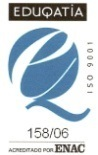 EDUQATÍA
ISO 9001
158/06
ACREDITADO POR ENAC